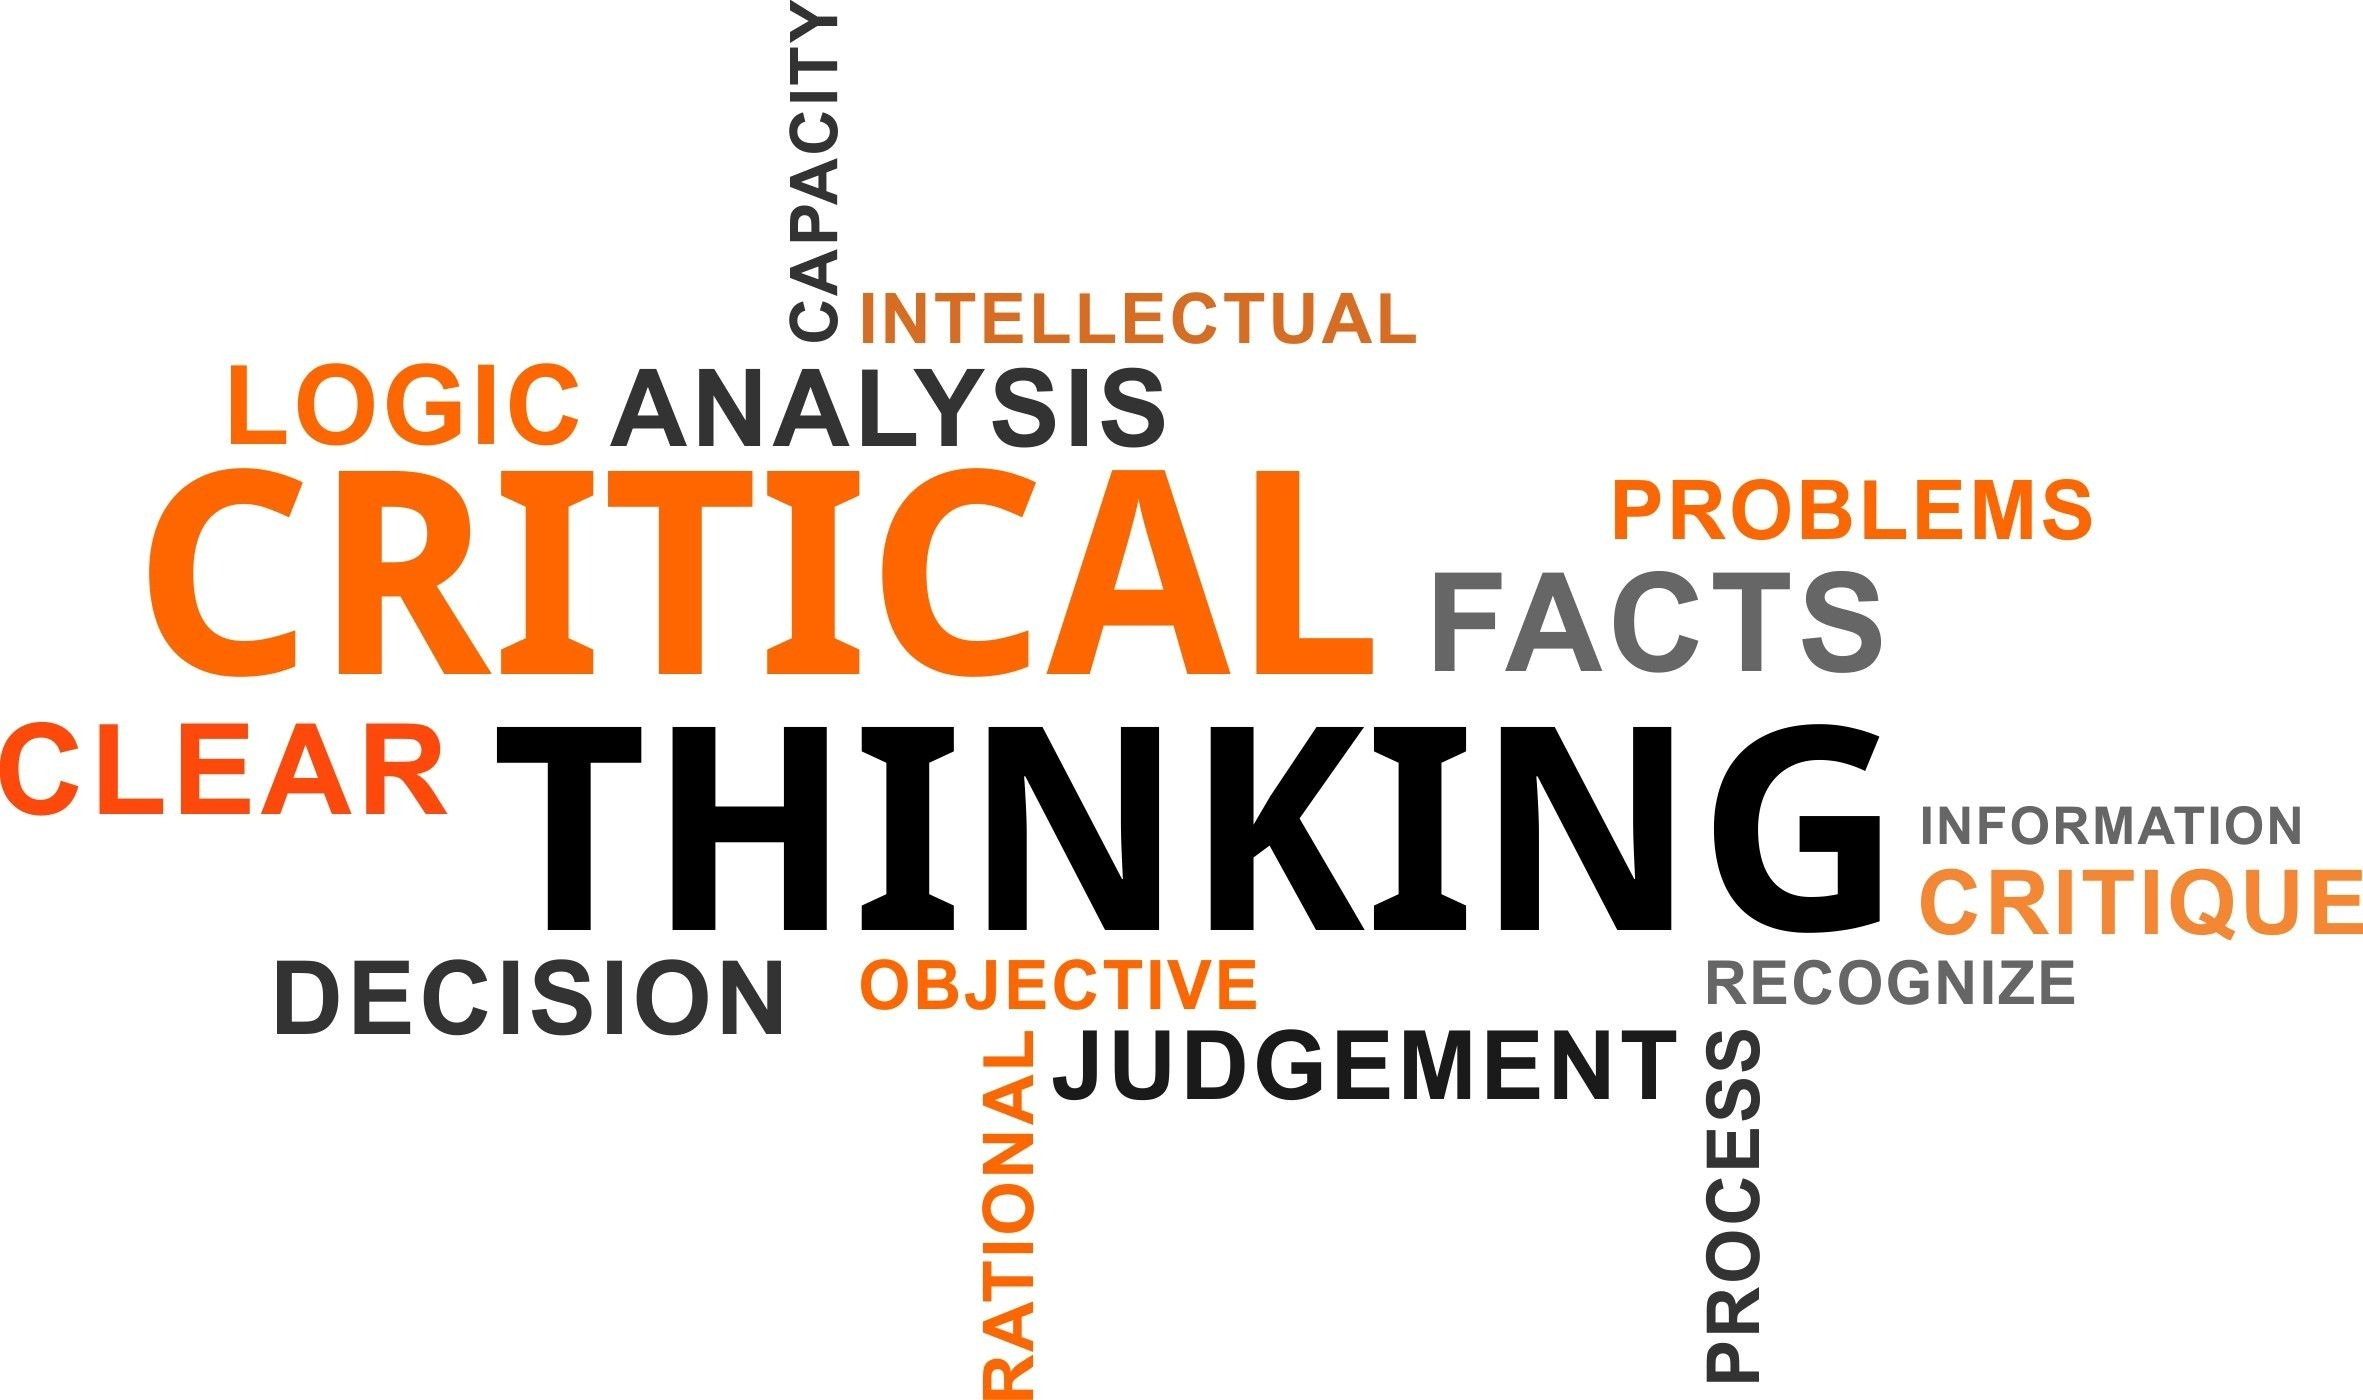 CAPACITY
INTELLECTUAL
LOGIC ANALYSIS
CRITICAL
PROBLEMS
FACTS
CLEAR
THINKING
INFORMATION
CRITIQUE
DECISION
OBJECTIVE
RECOGNIZE
RATIONAL
JUDGEMENT
PROCESS